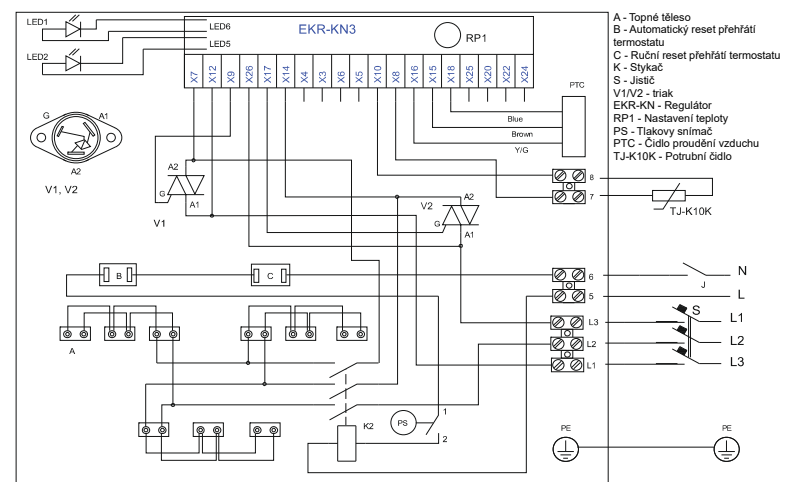 LED1
LED6
EKR-KN3
RP1
LED2
LED5
X7
X12
X9
X26
X17
X14
X4
X3
X6
X5
X10
X8
X16
X15
X18
X25
X20
X22
X24
PTC
Blue
Brown
Y/G
G
A1
A2
V1, V2
A2
G
A1
V1
V2
A2
G
A1
8
7
TJ-K10K
B
C
6
5
J
N
L
A
L3
L2
L1
S
L1
L2
L3
K2
PS
1
2
PE
PE
A - Topné těleso
B - Automatický reset přehřátí
termostatu
C - Ruční reset přehřátí termostatu
K - Stykač
S - Jistič
V1/V2 - triak
EKR-KN - Regulátor
RP1 - Nastavení teploty
PS - Tlakovy snímač
PTC - Čidlo proudění vzduchu
TJ-K10K - Potrubní čidlo